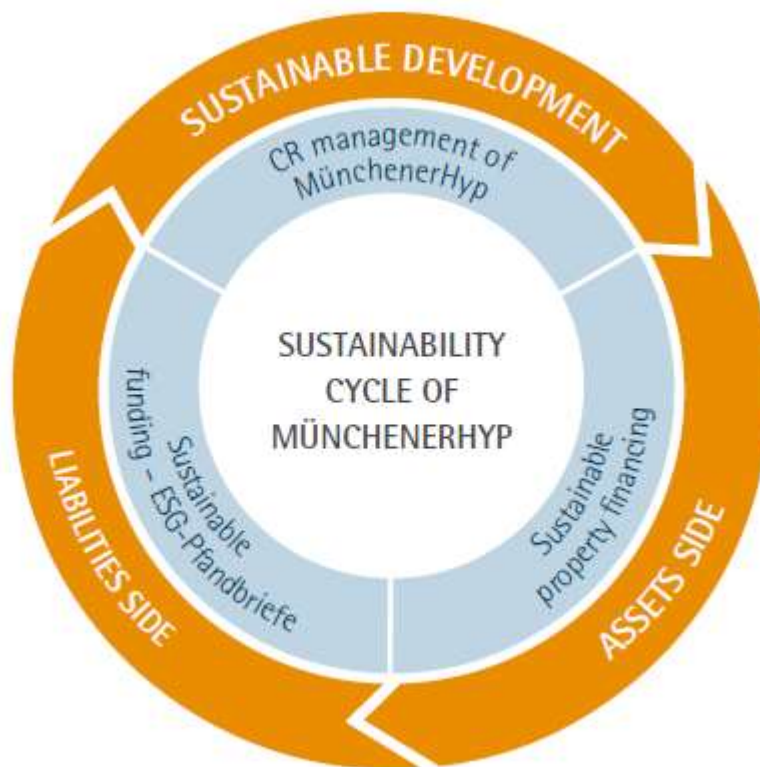 SUSTAINABLE DEVELOPMENT
CR management of
MünchenerHyp
SUSTAINABILITY
CYCLE OF
MÜNCHENERHYP
Sustainable
property financing
ASSETS SIDE
Sustainable
funding – ESG-Pfandbriefe
LIABILITIES SIDE